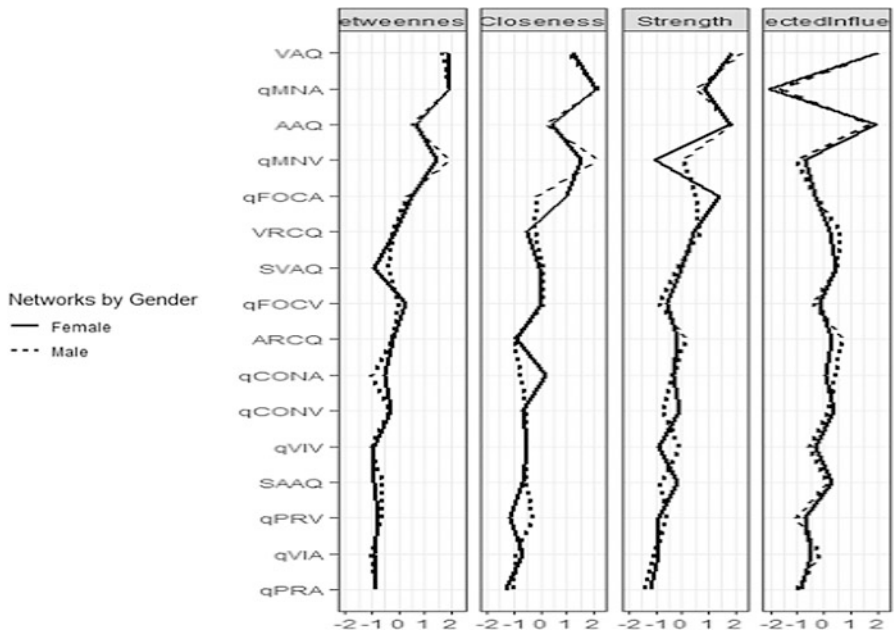 etweennes Closeness Strength ectedInflue
VAQ
qMNA
AAQ
qMNV
qFOCA
VRCQ
SVAQ
qFOCV
ARCQ
qCONA
qCONV
qVIV
SAAQ
qPRV
qVIA
qPRA
Networks by Gender
Female
Male
-2 -1 0 1 2 -2 -1 0 1 2 -2 -1 0 1 2 -2 -1 0 1 2